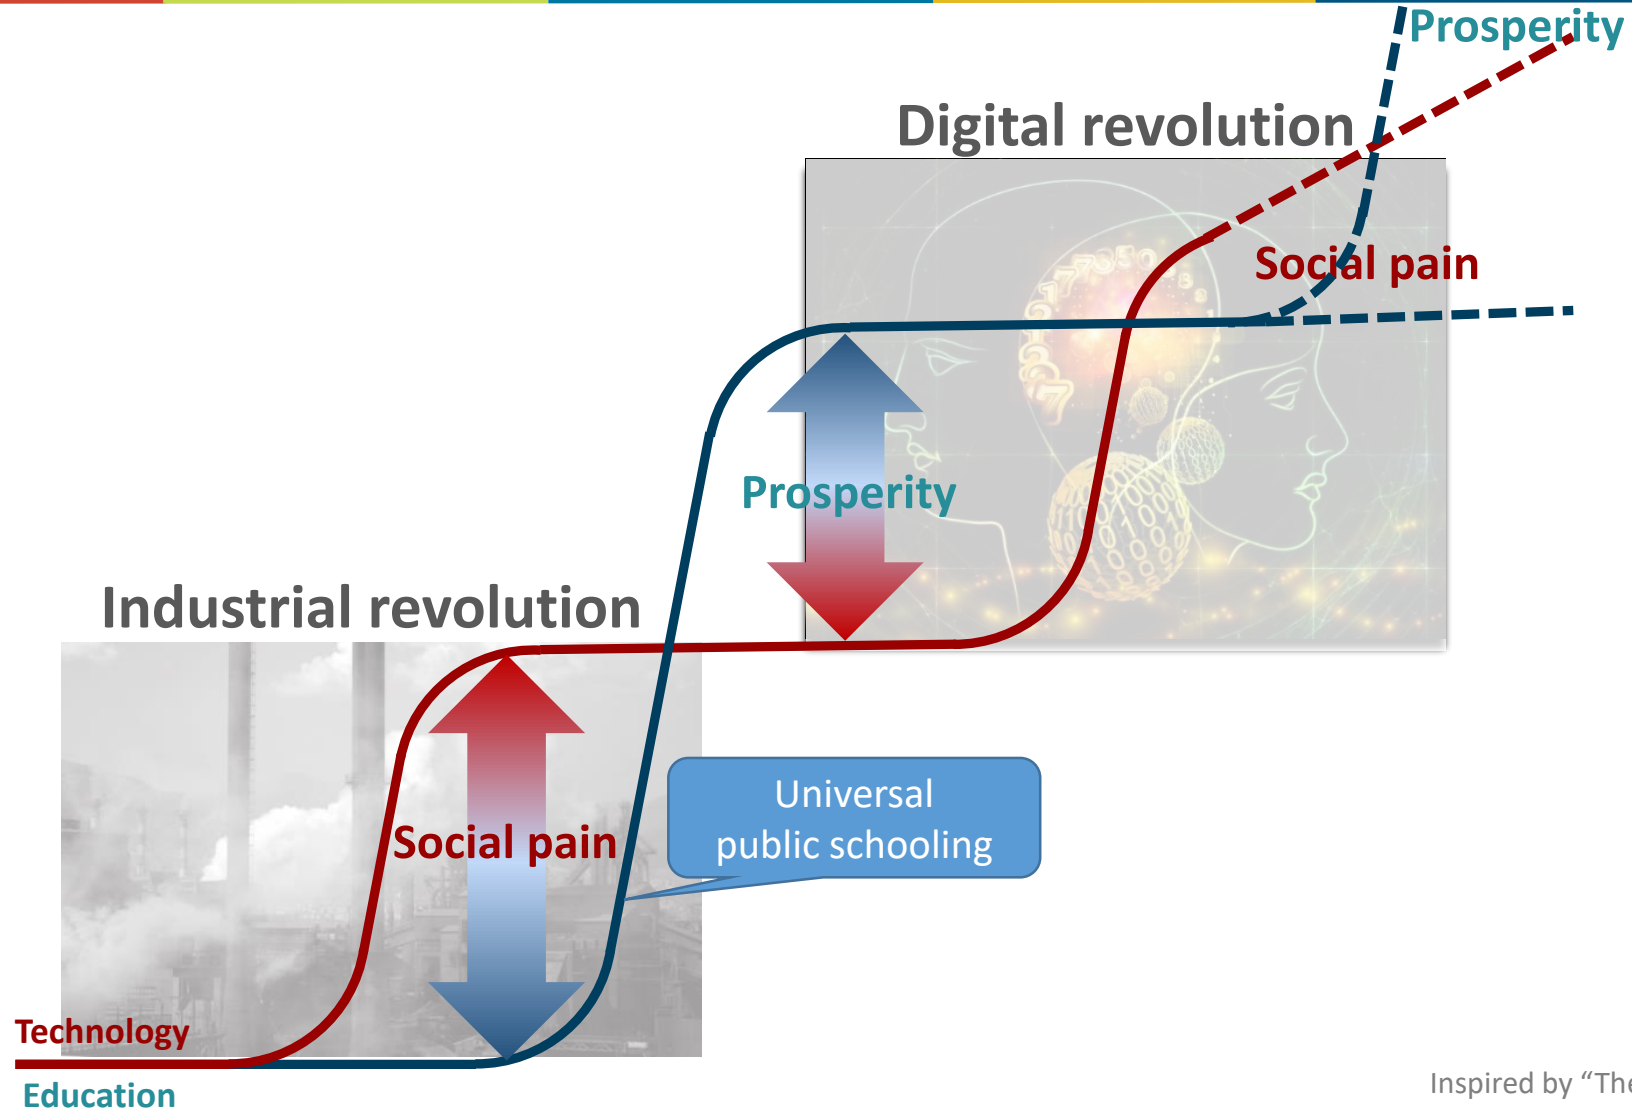 Prosperity
Digital revolution
Social pain
Prosperity
Industrial revolution
Universal
public schooling
Social pain
Technology
Education
Inspired by “The